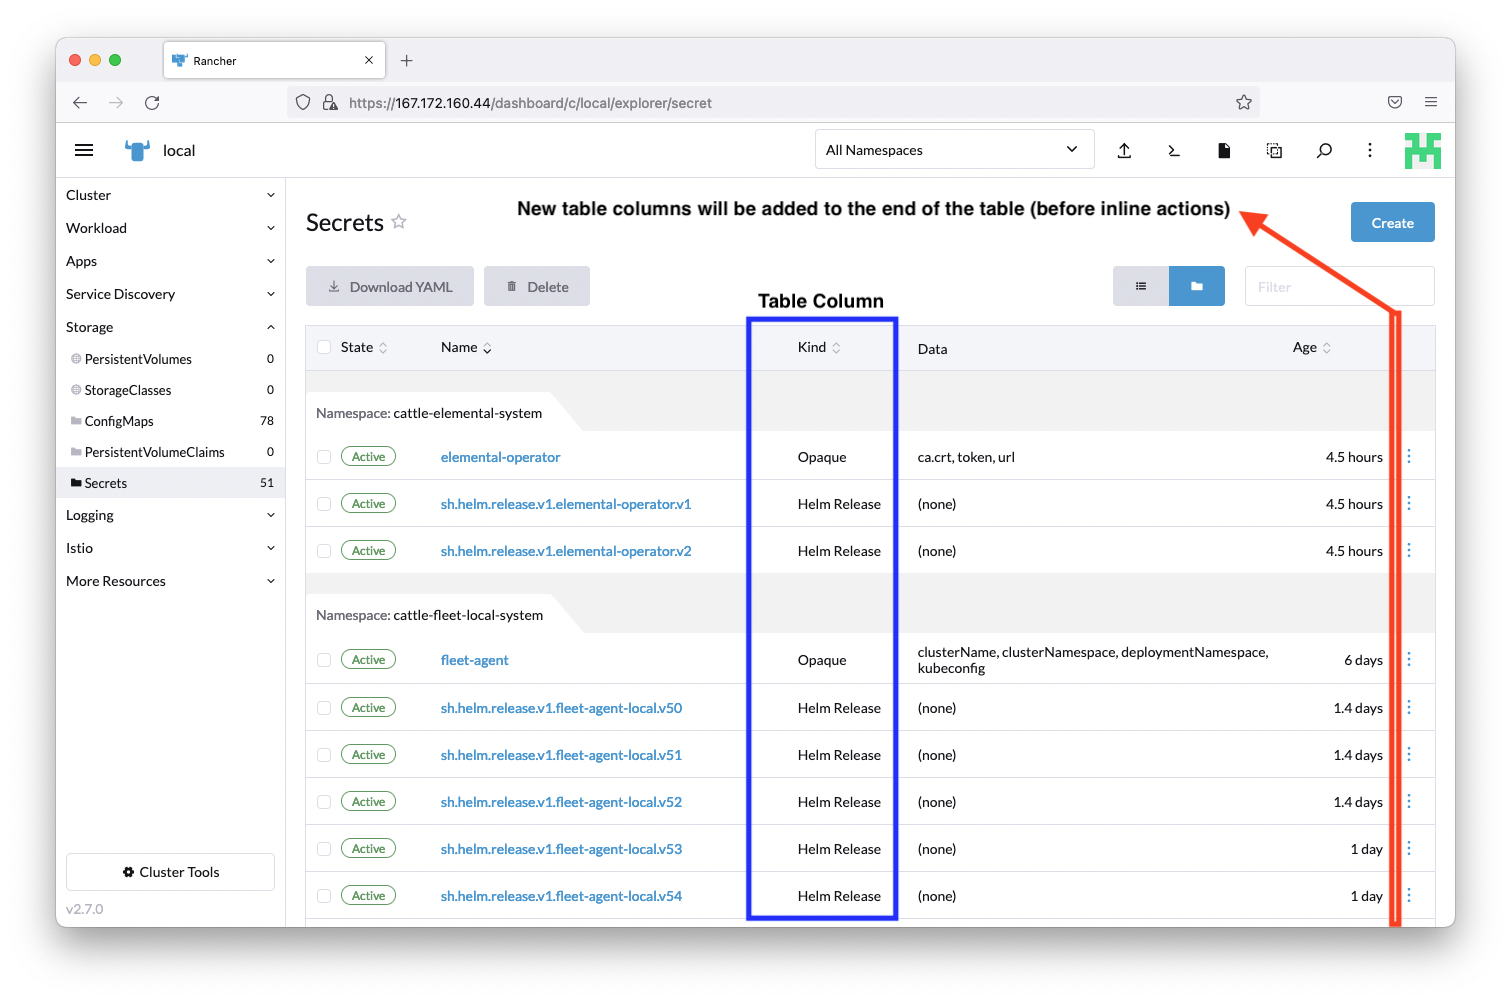 Rancher
https://167.172.160.44/dashboard/c/local/explorer/secret
local
All Namespaces
Cluster
Workload
Apps
Service Discovery
Storage
PersistentVolumes 0
StorageClasses 0
ConfigMaps 78
PersistentVolumeClaims 0
Secrets 51
Logging
Istio
More Resources
Cluster Tools
v2.7.0
Secrets
New table columns will be added to the end of the table (before inline actions)
Create
Download YAML
Delete
Filter
Table Column
State Name Kind Data Age
Namespace: cattle-elemental-system
Active elemental-operator Opaque ca.crt, token, url 4.5 hours
Active sh.helm.release.v1.elemental-operator.v1 Helm Release (none) 4.5 hours
Active sh.helm.release.v1.elemental-operator.v2 Helm Release (none) 4.5 hours
Namespace: cattle-fleet-local-system
Active fleet-agent Opaque clusterName, clusterNamespace, deploymentNamespace, 6 days
kubeconfig
Active sh.helm.release.v1.fleet-agent-local.v50 Helm Release (none) 1.4 days
Active sh.helm.release.v1.fleet-agent-local.v51 Helm Release (none) 1.4 days
Active sh.helm.release.v1.fleet-agent-local.v52 Helm Release (none) 1.4 days
Active sh.helm.release.v1.fleet-agent-local.v53 Helm Release (none) 1 day
Active sh.helm.release.v1.fleet-agent-local.v54 Helm Release (none) 1 day